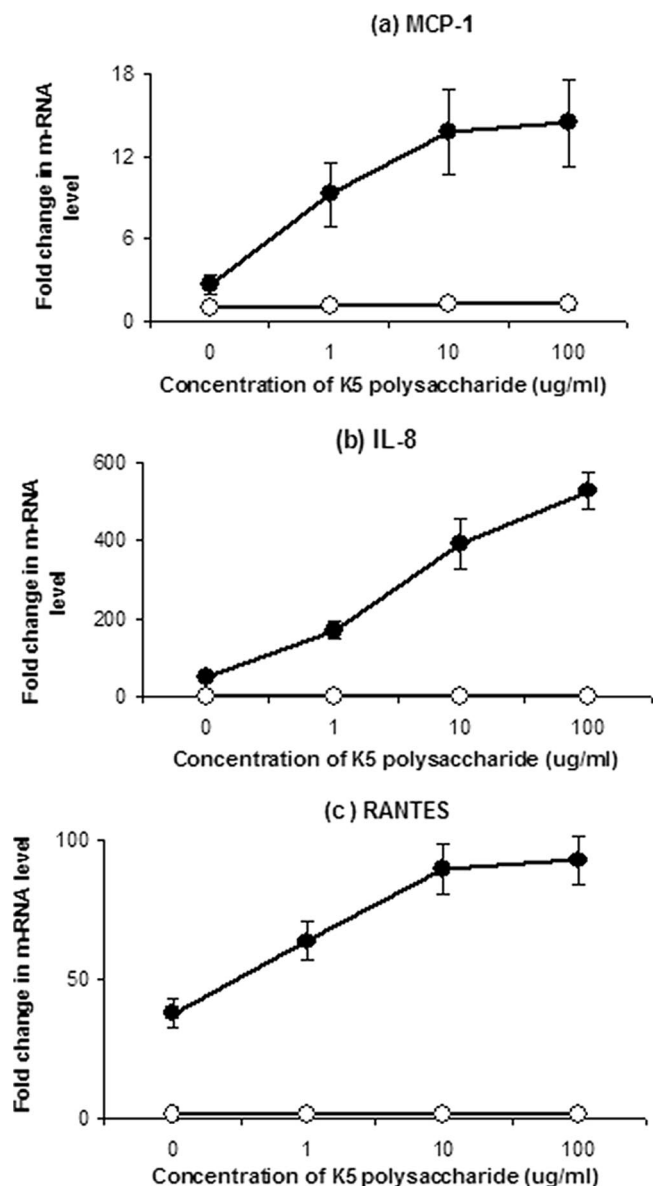 (a) MCP-1
Fold change in m-RNA
level
18
12
6
0
0 1 10 100
Concentration of K5 polysaccharide (ug/ml)
(b) IL-8
Fold change in m-RNA
level
600
400
200
0
0 1 10 100
Concentration of K5 polysaccharide (ug/ml)
(c ) RANTES
Fold change in m-RNA level
100
50
0
0 1 10 100
Concentration of K5 polysaccharide (ug/ml)